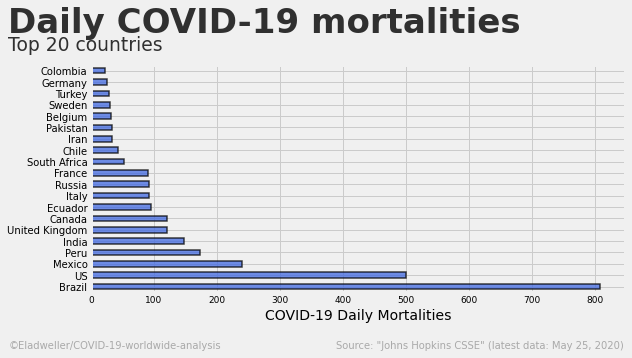 Daily COVID-19 mortalities
Top 20 countries
Colombia
Germany
Turkey
Sweden
Belgium
Pakistan
Iran
Chile
South Africa
France
Russia
Italy
Ecuador
Canada
United Kingdom
India
Peru
Mexico
US
Brazil
0 100 200 300 400 500 600 700 800
COVID-19 Daily Mortalities
©Eladweller/COVID-19-worldwide-analysis
Source: "Johns Hopkins CSSE" (latest data: May 25, 2020)